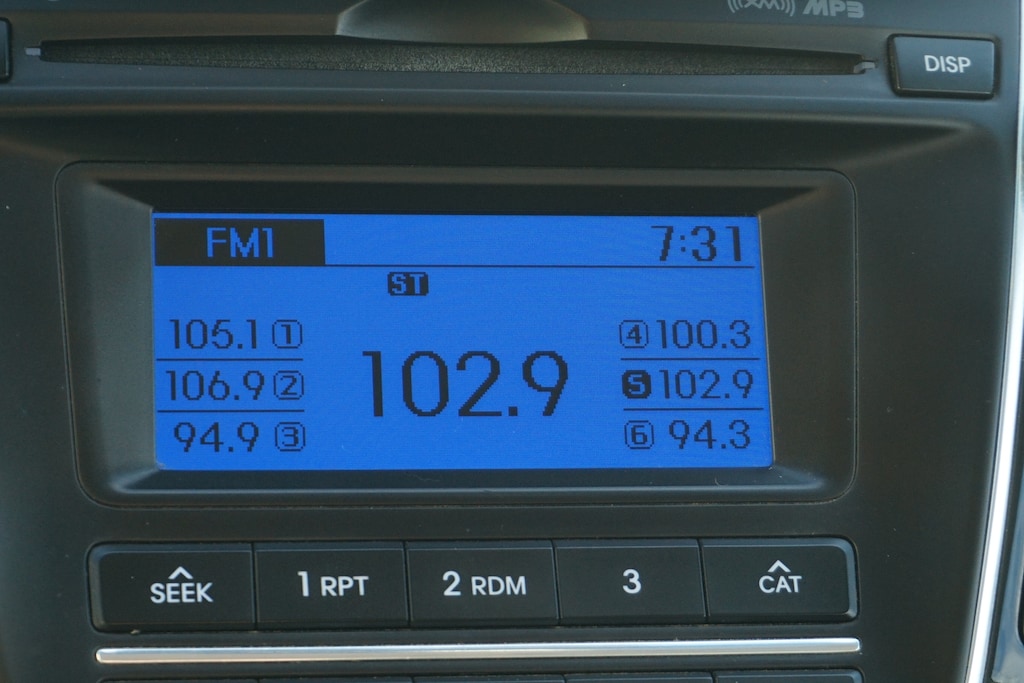 XM MP3
DISP
FM1 7:31
ST
105.1 1 4 100.3
106.9 2 102.9 5 102.9
94.9 3 6 94.3
SEEK 1 RPT 2 RDM 3 CAT